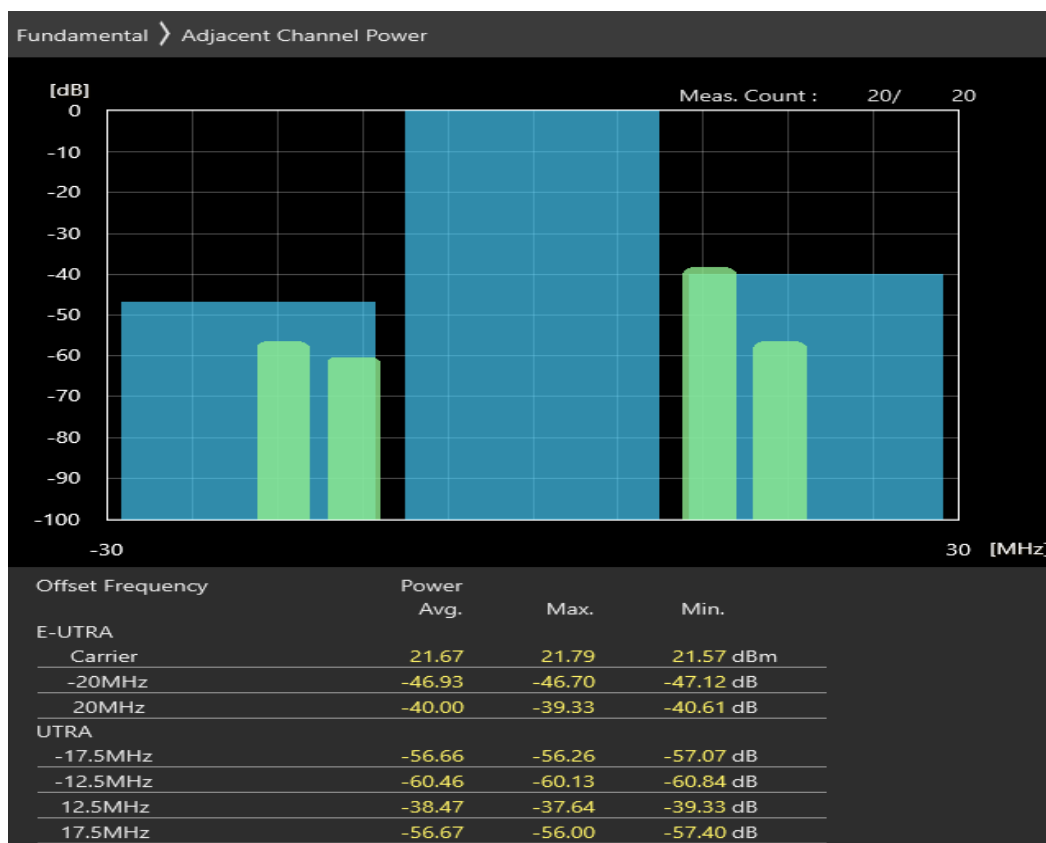 Fundamental ❭ Adjacent Channel Power
[dB]
Meas. Count : 20/ 20
0
-10
-20
-30
-40
-50
-60
-70
-80
-90
-100
-30 30 [MHz]
Offset Frequency Power
Avg. Max. Min.
E-UTRA
Carrier 21.67 21.79 21.57 dBm
-20MHz -46.93 -46.70 -47.12 dB
20MHz -40.00 -39.33 -40.61 dB
UTRA
-17.5MHz -56.66 -56.26 -57.07 dB
-12.5MHz -60.46 -60.13 -60.84 dB
12.5MHz -38.47 -37.64 -39.33 dB
17.5MHz -56.67 -56.00 -57.40 dB